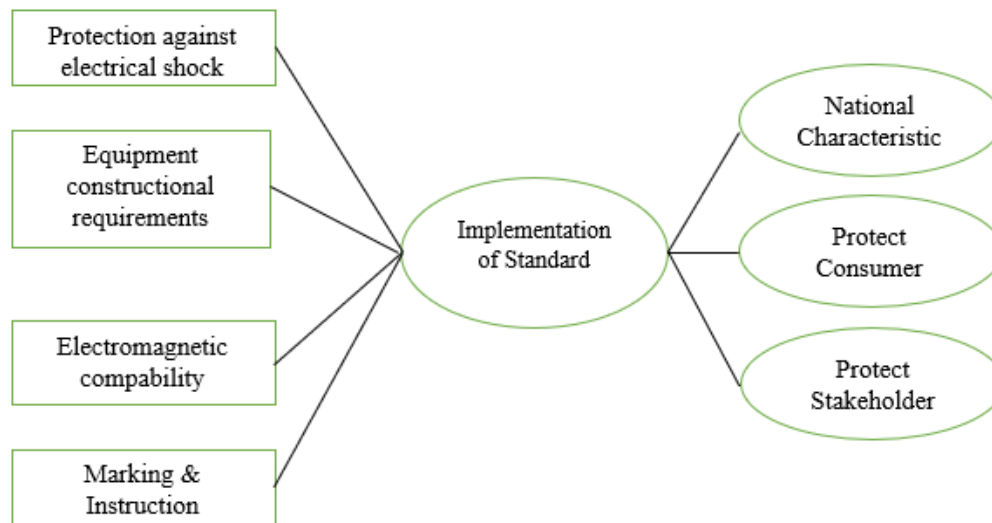 Protection against
electrical shock
Equipment
constructional
requirements
Electromagnetic
compability
Marking &
Instruction
Implementation
of Standard
National
Characteristic
Protect
Consumer
Protect
Stakeholder